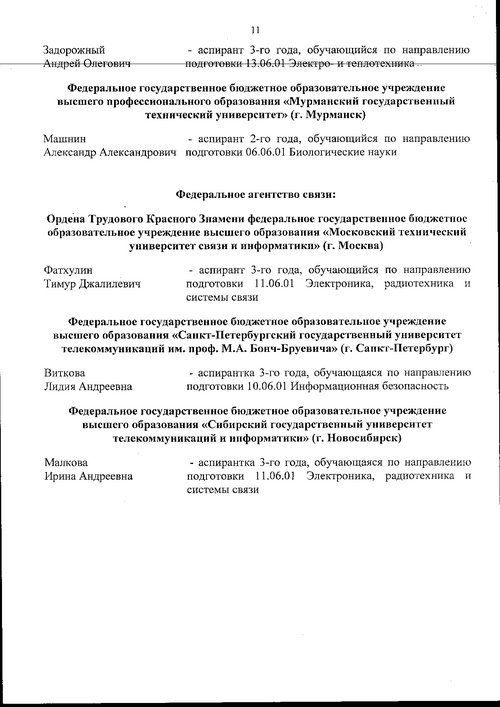 11
Задорожный - аспирант 3-го года, обучающийся по направлению
Андрей Олегович подготовки 13.06.01 Электро- и теплотехника
Федеральное государственное бюджетное образовательное учреждение
высшего профессионального образования «Мурманский государственный
технический университет» (г. Мурманск)
Машнин - аспирант 2-го года, обучающийся по направлению
Александр Александрович подготовки 06.06.01 Биологические науки
Федеральное агентство связи:
Ордена Трудового Красного Знамени федеральное государственное бюджетное
образовательное учреждение высшего образования «Московский технический
университет связи и информатики» (г. Москва)
Фатхулин - аспирант 3-го года, обучающийся по направлению
Тимур Джалилевич подготовки 11.06.01 Электроника, радиотехника и
системы связи
Федеральное государственное бюджетное образовательное учреждение
высшего образования «Санкт-Петербургский государственный университет
телекоммуникаций им. проф. М.А. Бонч-Бруевича» (г. Санкт-Петербург)
Виткова - аспирантка 3-го года, обучающаяся по направлению
Лидия Андреевна подготовки 10.06.01 Информационная безопасность
Федеральное государственное бюджетное образовательное учреждение
высшего образования «Сибирский государственный университет
телекоммуникаций и информатики» (г. Новосибирск)
Малкова - аспирантка 3-го года, обучающаяся по направлению
Ирина Андреевна подготовки 11.06.01 Электроника, радиотехника и
системы связи